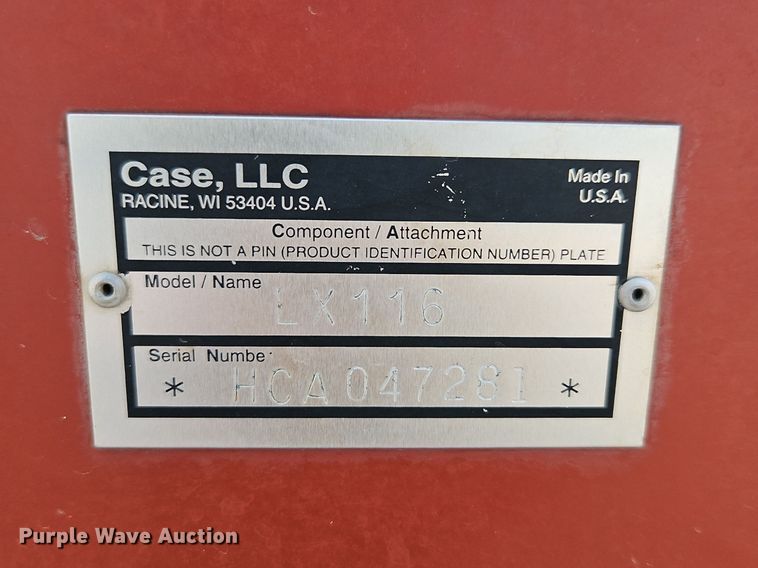 Case, LLC
RACINE, WI 53404 U.S.A.
Made In
U.S.A.
Component / Attachment
THIS IS NOT A PIN (PRODUCT IDENTIFICATION NUMBER) PLATE
Model / Name
LX116
Serial Numbe
* HCA047281 *
Purple Wave Auction